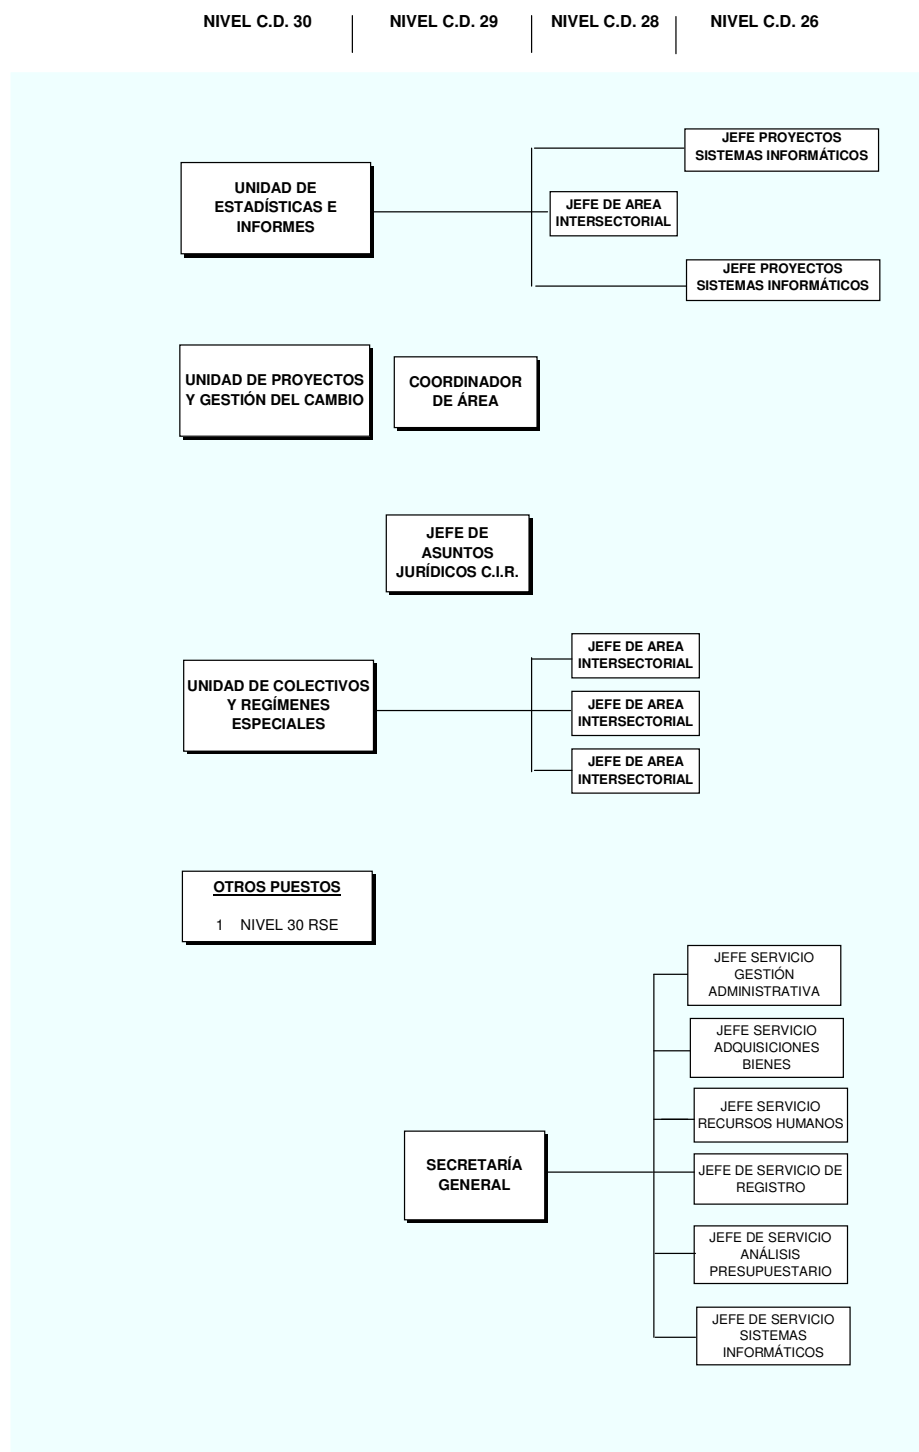 NIVEL C.D. 30 NIVEL C.D. 29 NIVEL C.D. 28 NIVEL C.D. 26
JEFE PROYECTOS
SISTEMAS INFORMÁTICOS
UNIDAD DE
ESTADÍSTICAS E
INFORMES
JEFE DE AREA
INTERSECTORIAL
JEFE PROYECTOS
SISTEMAS INFORMÁTICOS
UNIDAD DE PROYECTOS
Y GESTIÓN DEL CAMBIO
COORDINADOR
DE ÁREA
JEFE DE
ASUNTOS
JURÍDICOS C.I.R.
UNIDAD DE COLECTIVOS
Y REGÍMENES
ESPECIALES
JEFE DE AREA
INTERSECTORIAL
JEFE DE AREA
INTERSECTORIAL
JEFE DE AREA
INTERSECTORIAL
OTROS PUESTOS
1 NIVEL 30 RSE
SECRETARÍA
GENERAL
JEFE SERVICIO
GESTIÓN
ADMINISTRATIVA
JEFE SERVICIO
ADQUISICIONES
BIENES
JEFE SERVICIO
RECURSOS HUMANOS
JEFE DE SERVICIO DE
REGISTRO
JEFE DE SERVICIO
ANÁLISIS
PRESUPUESTARIO
JEFE DE SERVICIO
SISTEMAS
INFORMÁTICOS